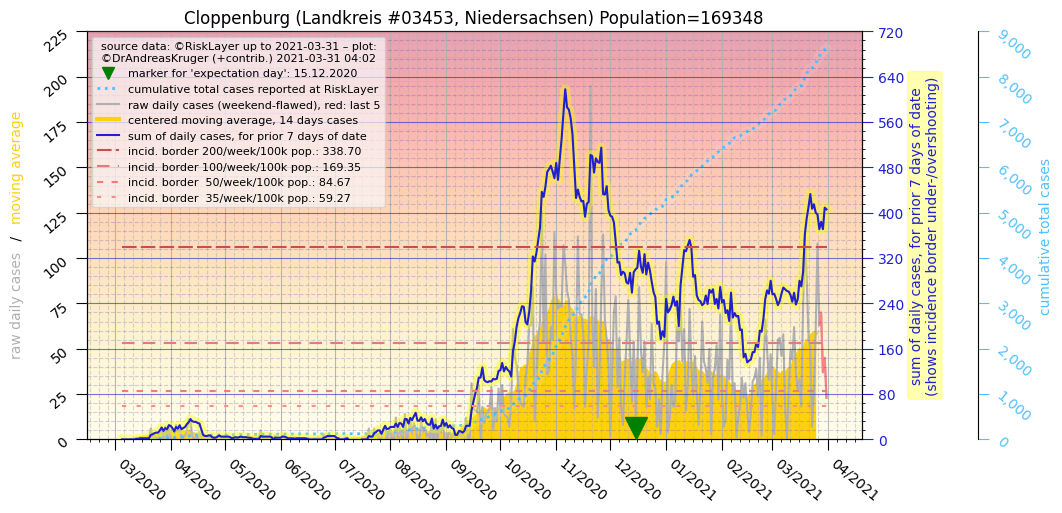 Cloppenburg (Landkreis #03453, Niedersachsen) Population=169348
source data: ©RiskLayer up to 2021-03-31 – plot:
©DrAndreasKruger (+contrib.) 2021-03-31 04:02
marker for 'expectation day': 15.12.2020
cumulative total cases reported at RiskLayer
raw daily cases (weekend-flawed), red: last 5
centered moving average, 14 days cases
sum of daily cases, for prior 7 days of date
incid. border 200/week/100k pop.: 338.70
incid. border 100/week/100k pop.: 169.35
incid. border  50/week/100k pop.: 84.67
incid. border  35/week/100k pop.: 59.27
raw daily cases  /  moving average
225
200
175
150
125
100
75
50
25
0
03/2020
04/2020
05/2020
06/2020
07/2020
08/2020
09/2020
10/2020
11/2020
12/2020
01/2021
02/2021
03/2021
04/2021
720
640
560
480
400
320
240
160
80
0
sum of daily cases, for prior 7 days of date
(shows incidence border under-/overshooting)
9,000
8,000
7,000
6,000
5,000
4,000
3,000
2,000
1,000
0
cumulative total cases